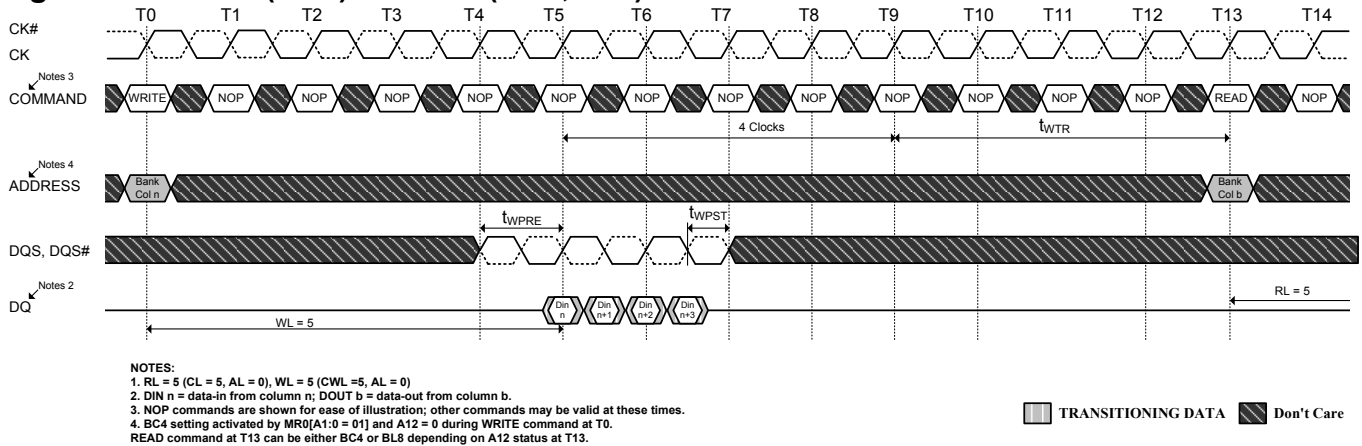 T0 T1 T2 T3 T4 T5 T6 T7 T8 T9 T10 T11 T12 T13 T14
CK#
CK
Notes 3
COMMAND WRITE NOP NOP NOP NOP NOP NOP NOP NOP NOP NOP NOP NOP READ NOP
4 Clocks tWTR
Notes 4
ADDRESS
Bank Bank
Col n Col b
tWPRE tWPST
DQS, DQS#
Notes 2
DQ
Din Din Din Din
n n+1 n+2 n+3
RL = 5
WL = 5
NOTES:
1. RL = 5 (CL = 5, AL = 0), WL = 5 (CWL =5, AL = 0)
2. DIN n = data-in from column n; DOUT b = data-out from column b.
3. NOP commands are shown for ease of illustration; other commands may be valid at these times.
4. BC4 setting activated by MR0[A1:0 = 01] and A12 = 0 during WRITE command at T0.
READ command at T13 can be either BC4 or BL8 depending on A12 status at T13.
TRANSITIONING DATA Don't Care